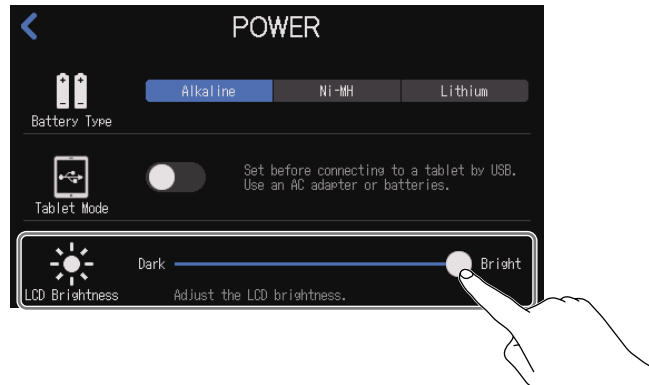 POWER
Alkaline Ni-MH Lithium
Battery Type
Set before connecting to a tablet by USB.
Use an AC adapter or batteries.
Tablet Mode
Dark Bright
LCD Brightness Adjust the LCD brightness.